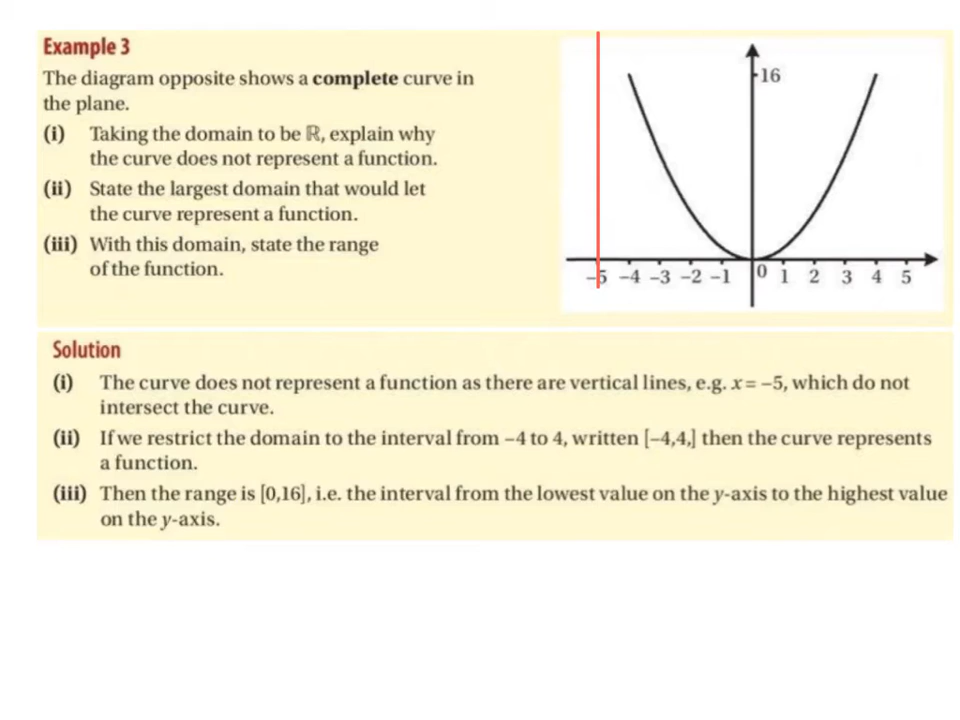 Example 3
The diagram opposite shows a complete curve in
the plane.
(i) Taking the domain to be ℝ, explain why
the curve does not represent a function.
(ii) State the largest domain that would let
the curve represent a function.
(iii) With this domain, state the range
of the function.
16
-5 -4 -3 -2 -1 0 1 2 3 4 5
Solution
(i) The curve does not represent a function as there are vertical lines, e.g. x = –5, which do not
intersect the curve.
(ii) If we restrict the domain to the interval from –4 to 4, written [–4,4,] then the curve represents
a function.
(iii) Then the range is [0,16], i.e. the interval from the lowest value on the y-axis to the highest value
on the y-axis.